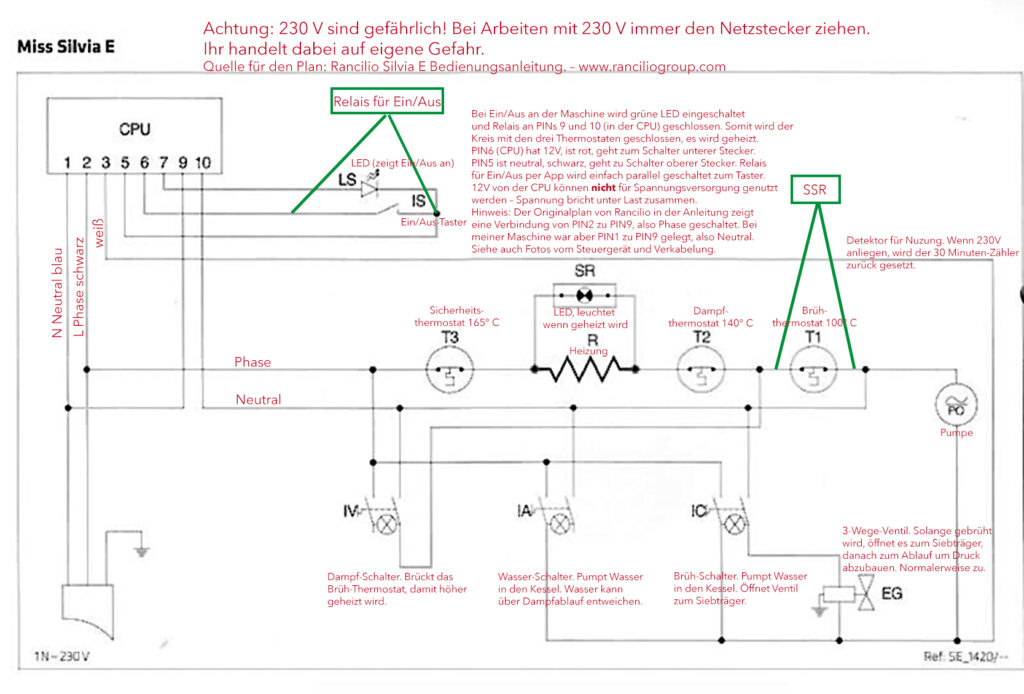 Achtung: 230 V sind gefährlich! Bei Arbeiten mit 230 V immer den Netzstecker ziehen.
Ihr handelt dabei auf eigene Gefahr.
Quelle für den Plan: Rancilio Silvia E Bedienungsanleitung. – www.ranciliogroup.com
Miss Silvia E
CPU
1 2 3 5 6 7 9 10
Relais für Ein/Aus
LED (zeigt Ein/Aus an)
LS
IS
Ein/Aus-Taster
Bei Ein/Aus an der Maschine wird grüne LED eingeschaltet
und Relais an PINs 9 und 10 (in der CPU) geschlossen. Somit wird der
Kreis mit den drei Thermostaten geschlossen, es wird geheizt.
PIN6 (CPU) hat 12V, ist rot, geht zum Schalter unterer Stecker.
PIN5 ist neutral, schwarz, geht zu Schalter oberer Stecker. Relais
für Ein/Aus per App wird einfach parallel geschaltet zum Taster.
12V von der CPU können nicht für Spannungsversorgung genutzt
werden – Spannung bricht unter Last zusammen.
Hinweis: Der Originalplan von Rancilio in der Anleitung zeigt
eine Verbindung von PIN2 zu PIN9, also Phase geschaltet. Bei
meiner Maschine war aber PIN1 zu PIN9 gelegt, also Neutral.
Siehe auch Fotos vom Steuergerät und Verkabelung.
SSR
Detektor für Nuzung. Wenn 230V
anliegen, wird der 30 Minuten-Zähler
zurück gesetzt.
N Neutral blau
L Phase schwarz
weiß
SR
LED, leuchtet
wenn geheizt wird
R
Heizung
Sicherheits-
thermostat 165° C
T3
Dampf-
thermostat 140° C
T2
Brüh-
thermostat 100° C
T1
Phase
Neutral
PO
Pumpe
IV
IA
IC
3-Wege-Ventil. Solange gebrüht
wird, öffnet es zum Siebträger,
danach zum Ablauf um Druck
abzubauen. Normalerweise zu.
EG
Dampf-Schalter. Brückt das
Brüh-Thermostat, damit höher
geheizt wird.
Wasser-Schalter. Pumpt Wasser
in den Kessel. Wasser kann
über Dampfablauf entweichen.
Brüh-Schalter. Pumpt Wasser
in den Kessel. Öffnet Ventil
zum Siebträger.
1N~230V
Ref. SE_1420/--